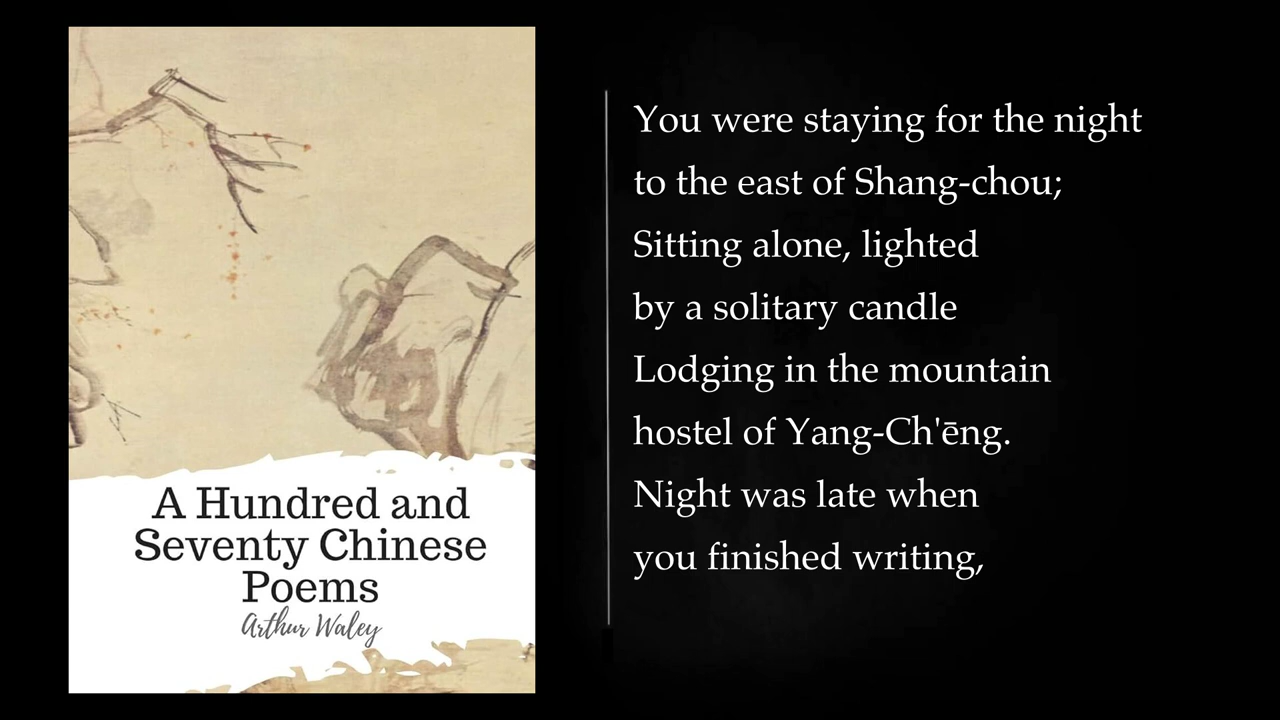 A Hundred and
Seventy Chinese
Poems
Arthur Waley
You were staying for the night
to the east of Shang-chou;
Sitting alone, lighted
by a solitary candle
Lodging in the mountain
hostel of Yang-Ch'ēng.
Night was late when
you finished writing,